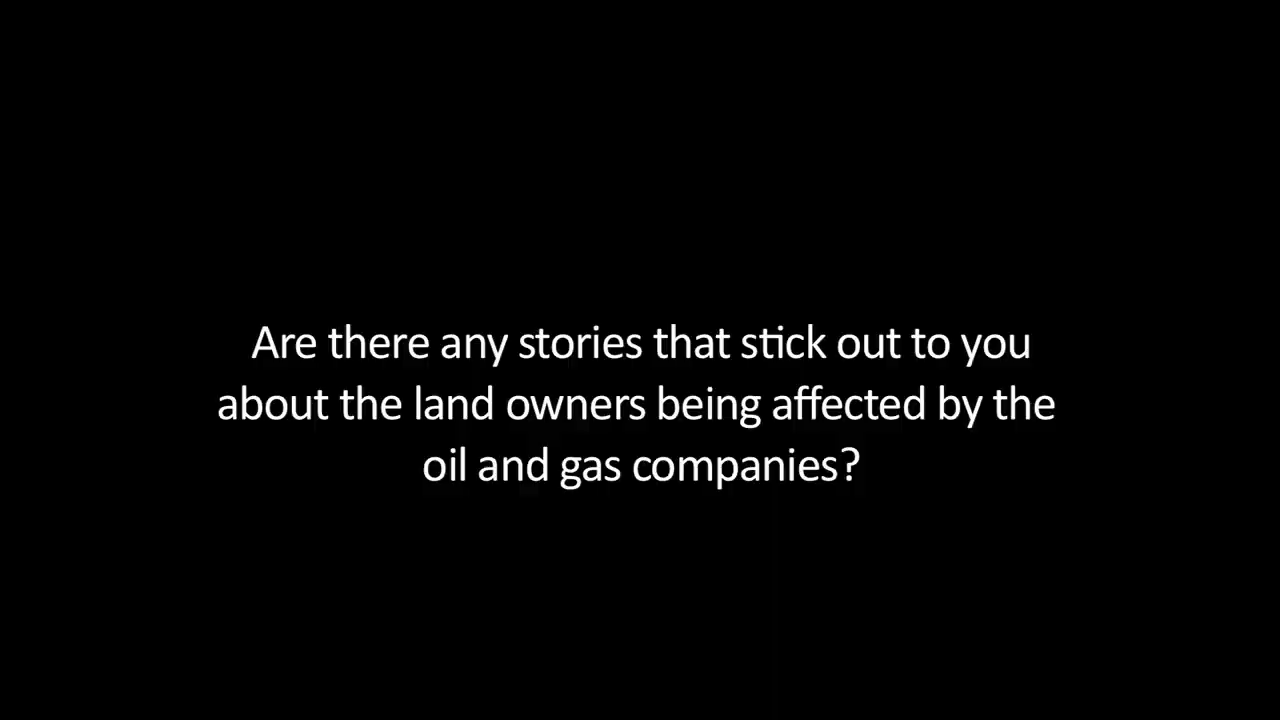 Are there any stories that stick out to you
about the land owners being affected by the
oil and gas companies?